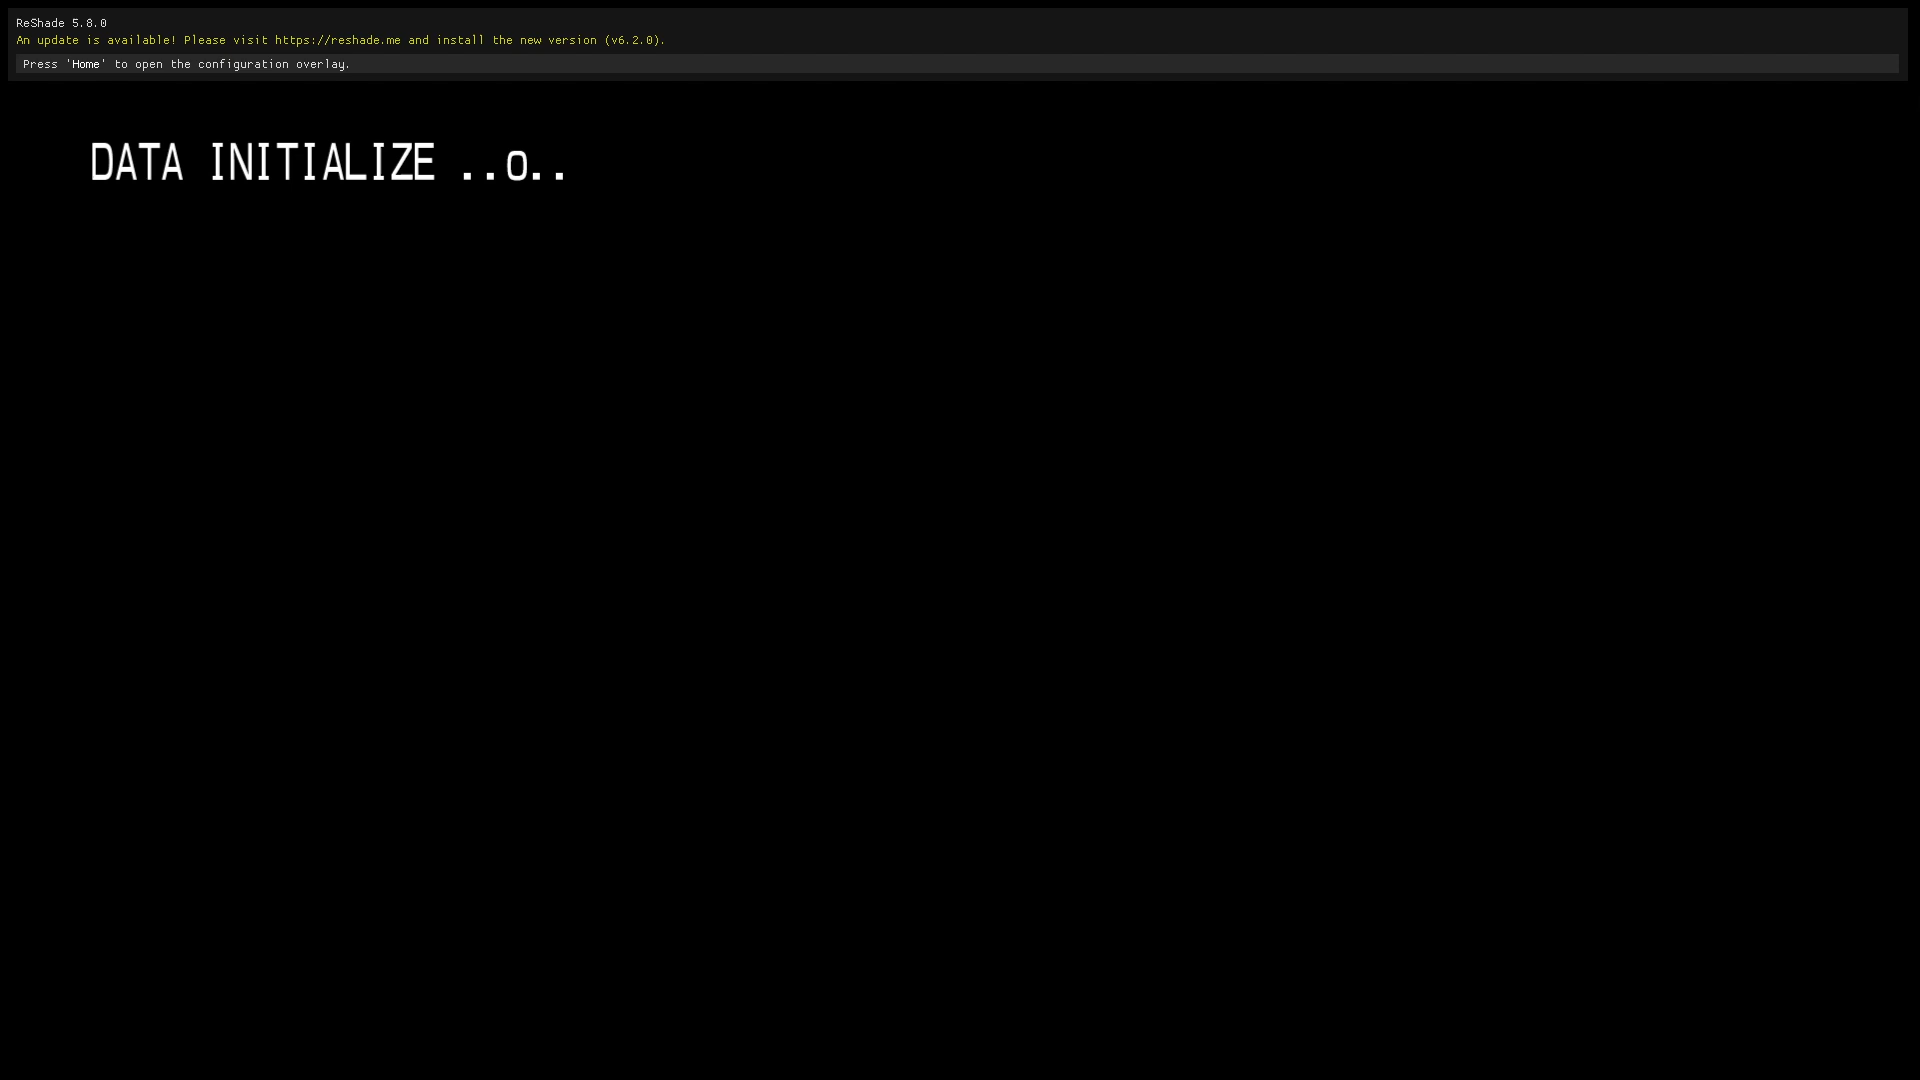 ReShade 5.8.0
An update is available! Please visit https://reshade.me and install the new version (v6.2.0).
Press 'Home' to open the configuration overlay.
DATA INITIALIZE ..o..